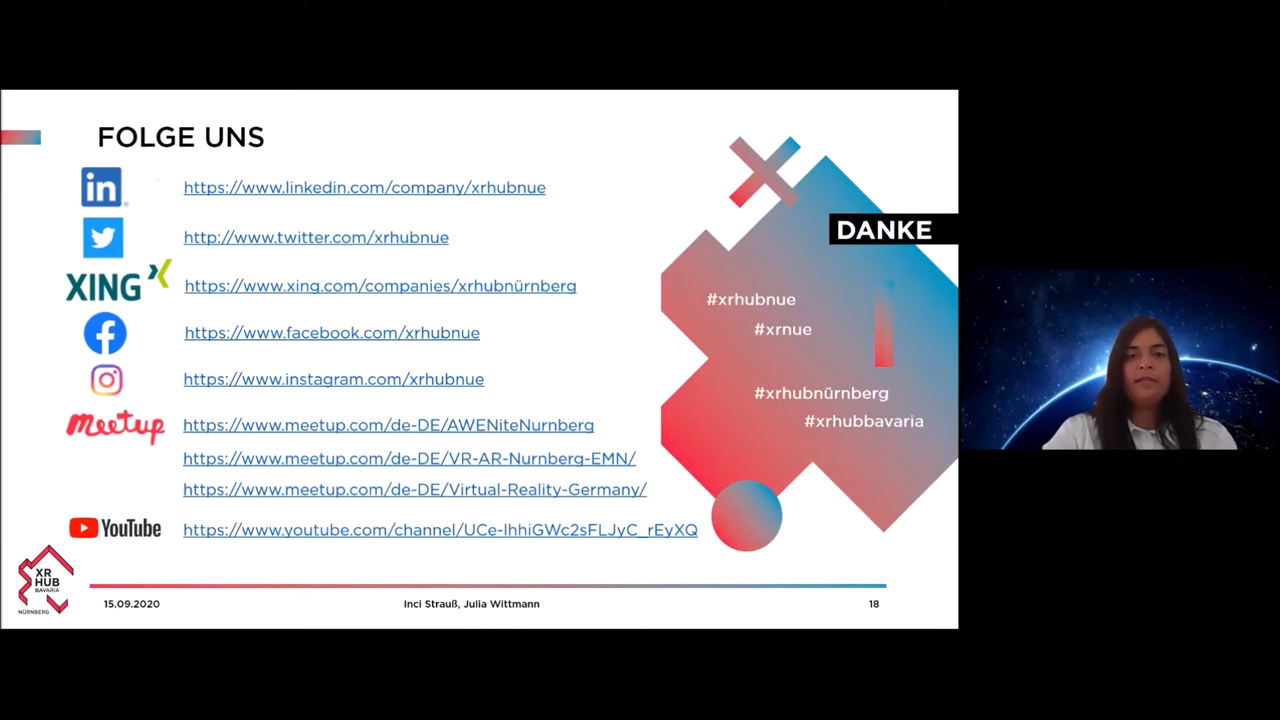 FOLGE UNS
in
https://www.linkedin.com/company/xrhubnue
http://www.twitter.com/xrhubnue
XING
https://www.xing.com/companies/xrhubnürnberg
https://www.facebook.com/xrhubnue
https://www.instagram.com/xrhubnue
meetup
https://www.meetup.com/de-DE/AWENiteNurnberg
https://www.meetup.com/de-DE/VR-AR-Nurnberg-EMN/
https://www.meetup.com/de-DE/Virtual-Reality-Germany/
YouTube
https://www.youtube.com/channel/UCe-IhhiGWc2sFLJyC_rEyXQ
DANKE
#xrhubnue
#xrnue
#xrhubnürnberg
#xrhubbavaria
XR
HUB
BAVARIA
NÜRNBERG
15.09.2020
Inci Strauß, Julia Wittmann
18